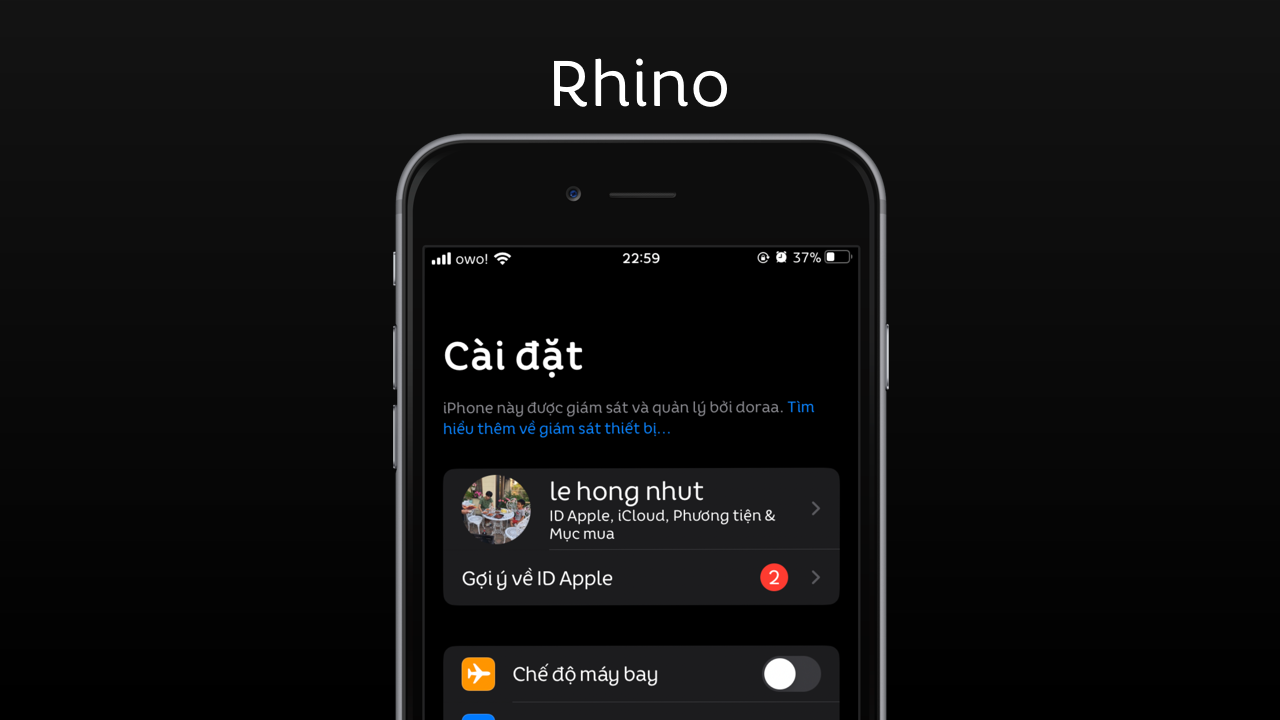 Rhino
owo! 22:59 37%
Cài đặt
iPhone này được giám sát và quản lý bởi doraa. Tìm
hiểu thêm về giám sát thiết bị...
le hong nhut
ID Apple, iCloud, Phương tiện &
Mục mua
Gợi ý về ID Apple 2
Chế độ máy bay